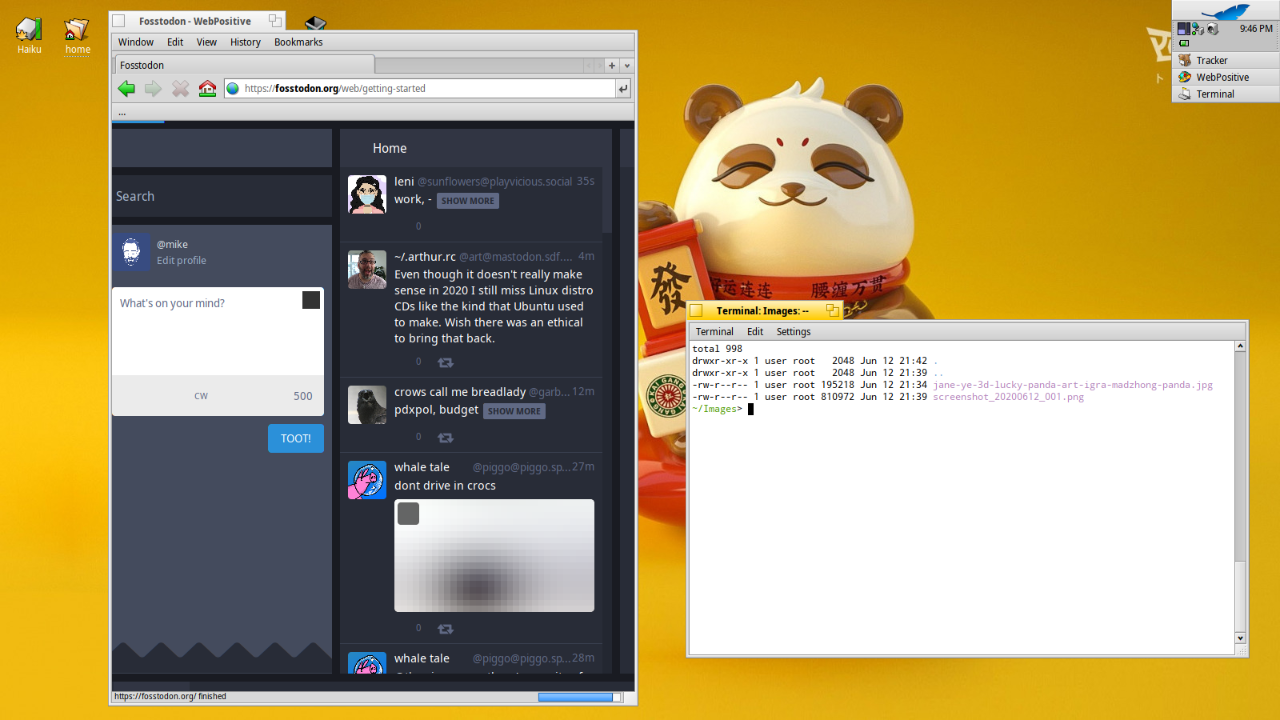 Haiku
home
Fosstodon - WebPositive
Window Edit View History Bookmarks
Fosstodon
https://fosstodon.org/web/getting-started
...
Search
@mike
Edit profile
What's on your mind?
CW 500
TOOT!
Home
leni @sunflowers@playvicious.social 35s
work, - SHOW MORE
0
~/.arthur.rc @art@mastodon.sdf.... 4m
Even though it doesn't really make
sense in 2020 I still miss Linux distro
CDs like the kind that Ubuntu used
to make. Wish there was an ethical
to bring that back.
0
crows call me breadlady @garb... 12m
pdxpol, budget SHOW MORE
0
whale tale @piggo@piggo.sp... 27m
dont drive in crocs
0
whale tale @piggo@piggo.sp... 28m
https://fosstodon.org/ finished
9:46 PM
Tracker
WebPositive
Terminal
發
好运连连 腰缠万贯
Terminal: Images: --
Terminal Edit Settings
total 998
drwxr-xr-x 1 user root 2048 Jun 12 21:42 .
drwxr-xr-x 1 user root 2048 Jun 12 21:39 ..
-rw-r--r-- 1 user root 195218 Jun 12 21:34 jane-ye-3d-lucky-panda-art-igra-madzhong-panda.jpg
-rw-r--r-- 1 user root 810972 Jun 12 21:39 screenshot_20200612_001.png
~/Images>